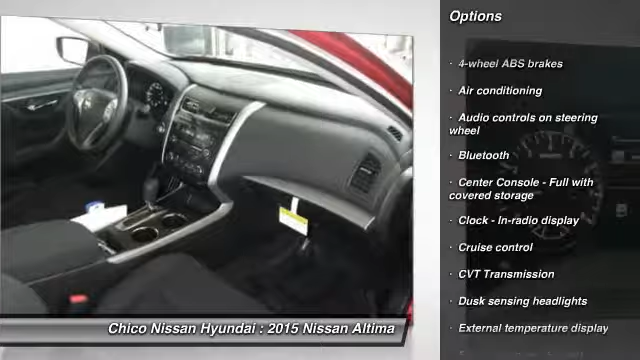 Options
· 4-wheel ABS brakes
· Air conditioning
· Audio controls on steering
wheel
· Bluetooth
· Center Console - Full with
covered storage
· Clock - In-radio display
· Cruise control
· CVT Transmission
· Dusk sensing headlights
· External temperature display
Chico Nissan Hyundai : 2015 Nissan Altima